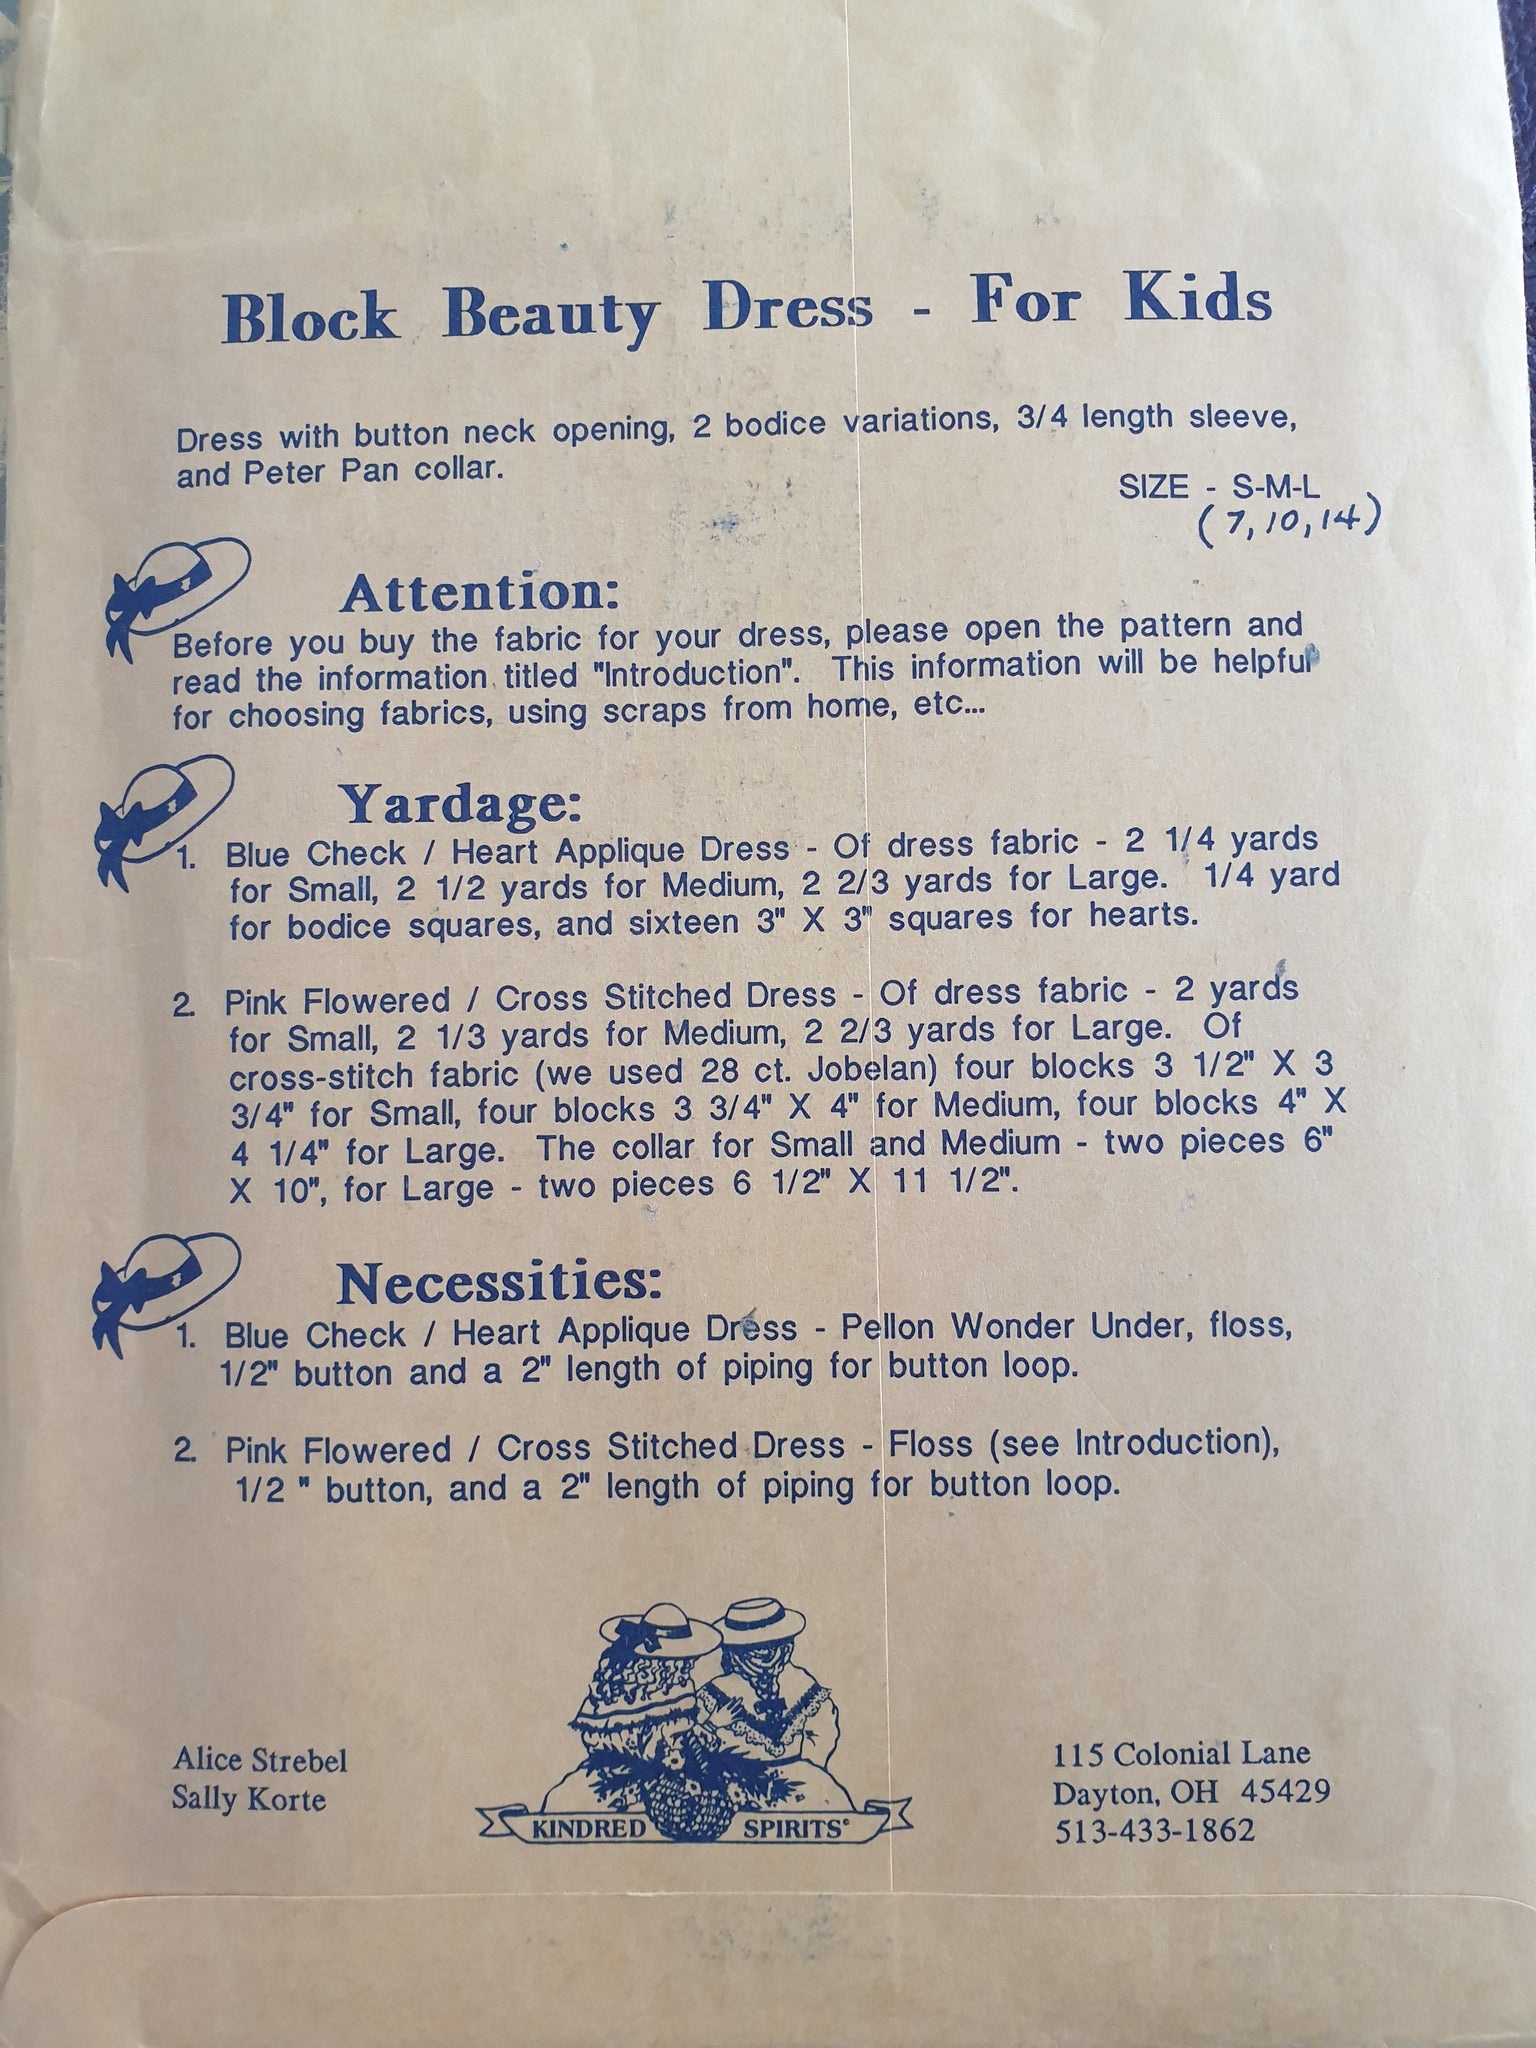 Block Beauty Dress - For Kids
Dress with button neck opening, 2 bodice variations, 3/4 length sleeve,
and Peter Pan collar.
SIZE - S-M-L
(7, 10, 14)
Attention:
Before you buy the fabric for your dress, please open the pattern and
read the information titled "Introduction". This information will be helpful
for choosing fabrics, using scraps from home, etc...
Yardage:
1. Blue Check / Heart Applique Dress - Of dress fabric - 2 1/4 yards
for Small, 2 1/2 yards for Medium, 2 2/3 yards for Large. 1/4 yard
for bodice squares, and sixteen 3" X 3" squares for hearts.
2. Pink Flowered / Cross Stitched Dress - Of dress fabric - 2 yards
for Small, 2 1/3 yards for Medium, 2 2/3 yards for Large. Of
cross-stitch fabric (we used 28 ct. Jobelan) four blocks 3 1/2" X 3
3/4" for Small, four blocks 3 3/4" X 4" for Medium, four blocks 4" X
4 1/4" for Large. The collar for Small and Medium - two pieces 6"
X 10", for Large - two pieces 6 1/2" X 11 1/2".
Necessities:
1. Blue Check / Heart Applique Dress - Pellon Wonder Under, floss,
1/2" button and a 2" length of piping for button loop.
2. Pink Flowered / Cross Stitched Dress - Floss (see Introduction),
1/2 " button, and a 2" length of piping for button loop.
Alice Strebel
Sally Korte
KINDRED SPIRITS
115 Colonial Lane
Dayton, OH 45429
513-433-1862